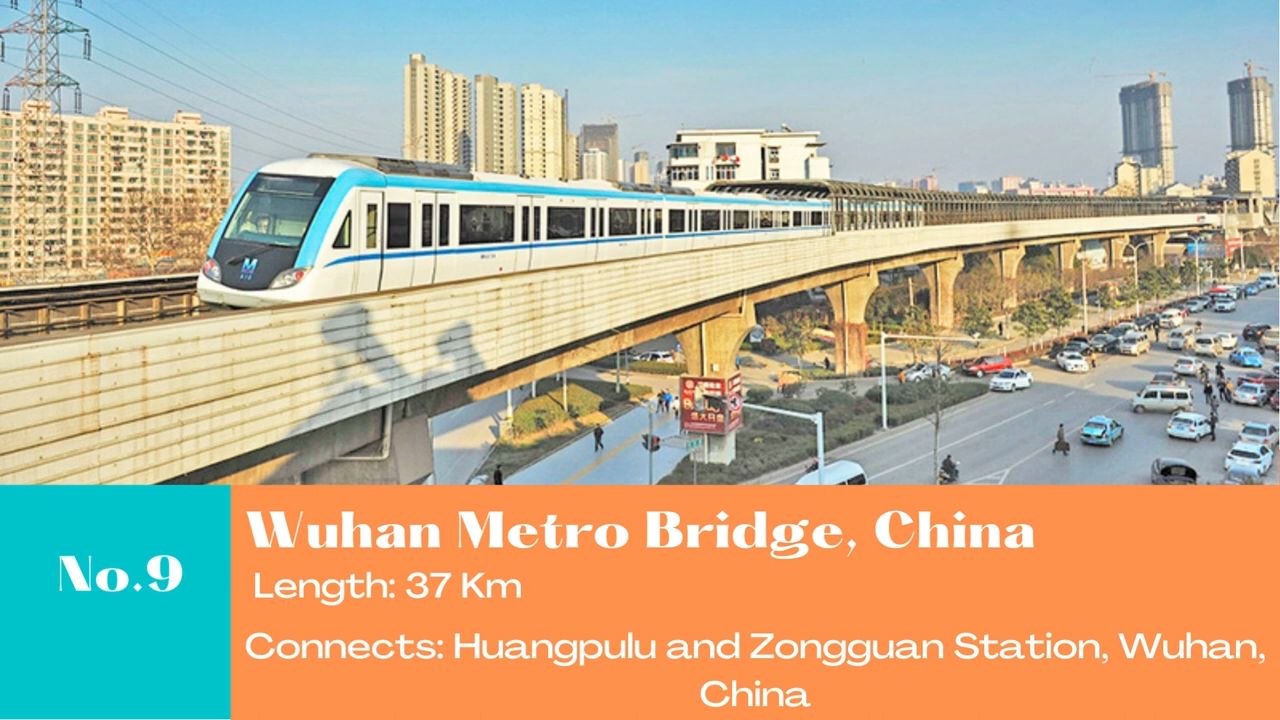 No.9
Wuhan Metro Bridge, China
Length: 37 Km
Connects: Huangpulu and Zongguan Station, Wuhan,
China